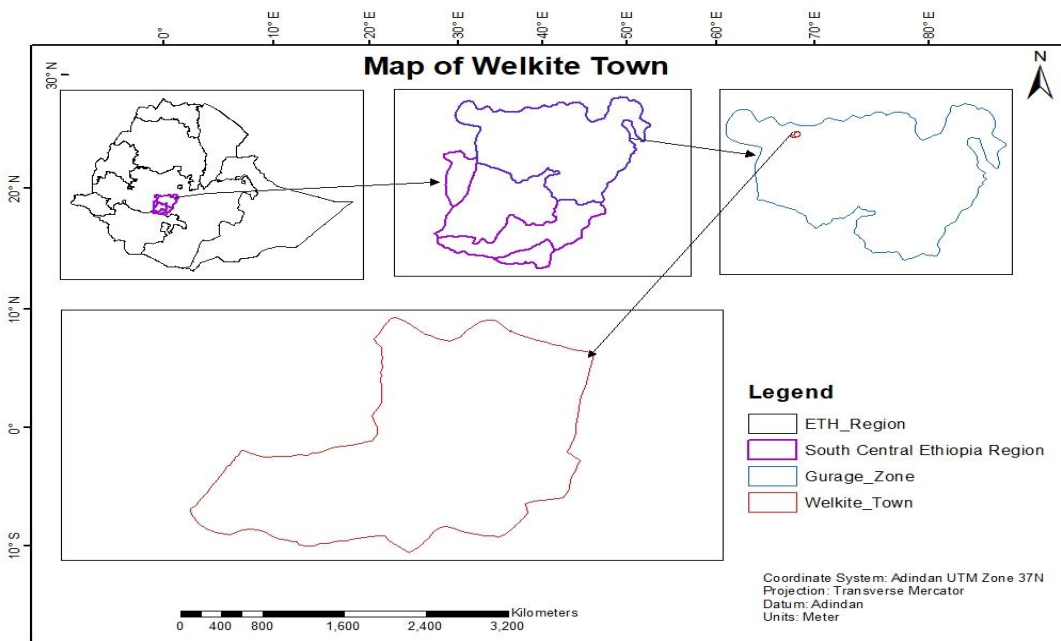 0° 10° E 20° E 30° E 40° E 50° E 60° E 70° E 80° E
Map of Welkite Town
N
30° N
20° N
10° N
0°
10° S
Legend
ETH_Region
South Central Ethiopia Region
Gurage_Zone
Welkite_Town
Coordinate System: Adindan UTM Zone 37N
Projection: Transverse Mercator
Datum: Adindan
Units: Meter
Kilometers
0 400 800 1,600 2,400 3,200